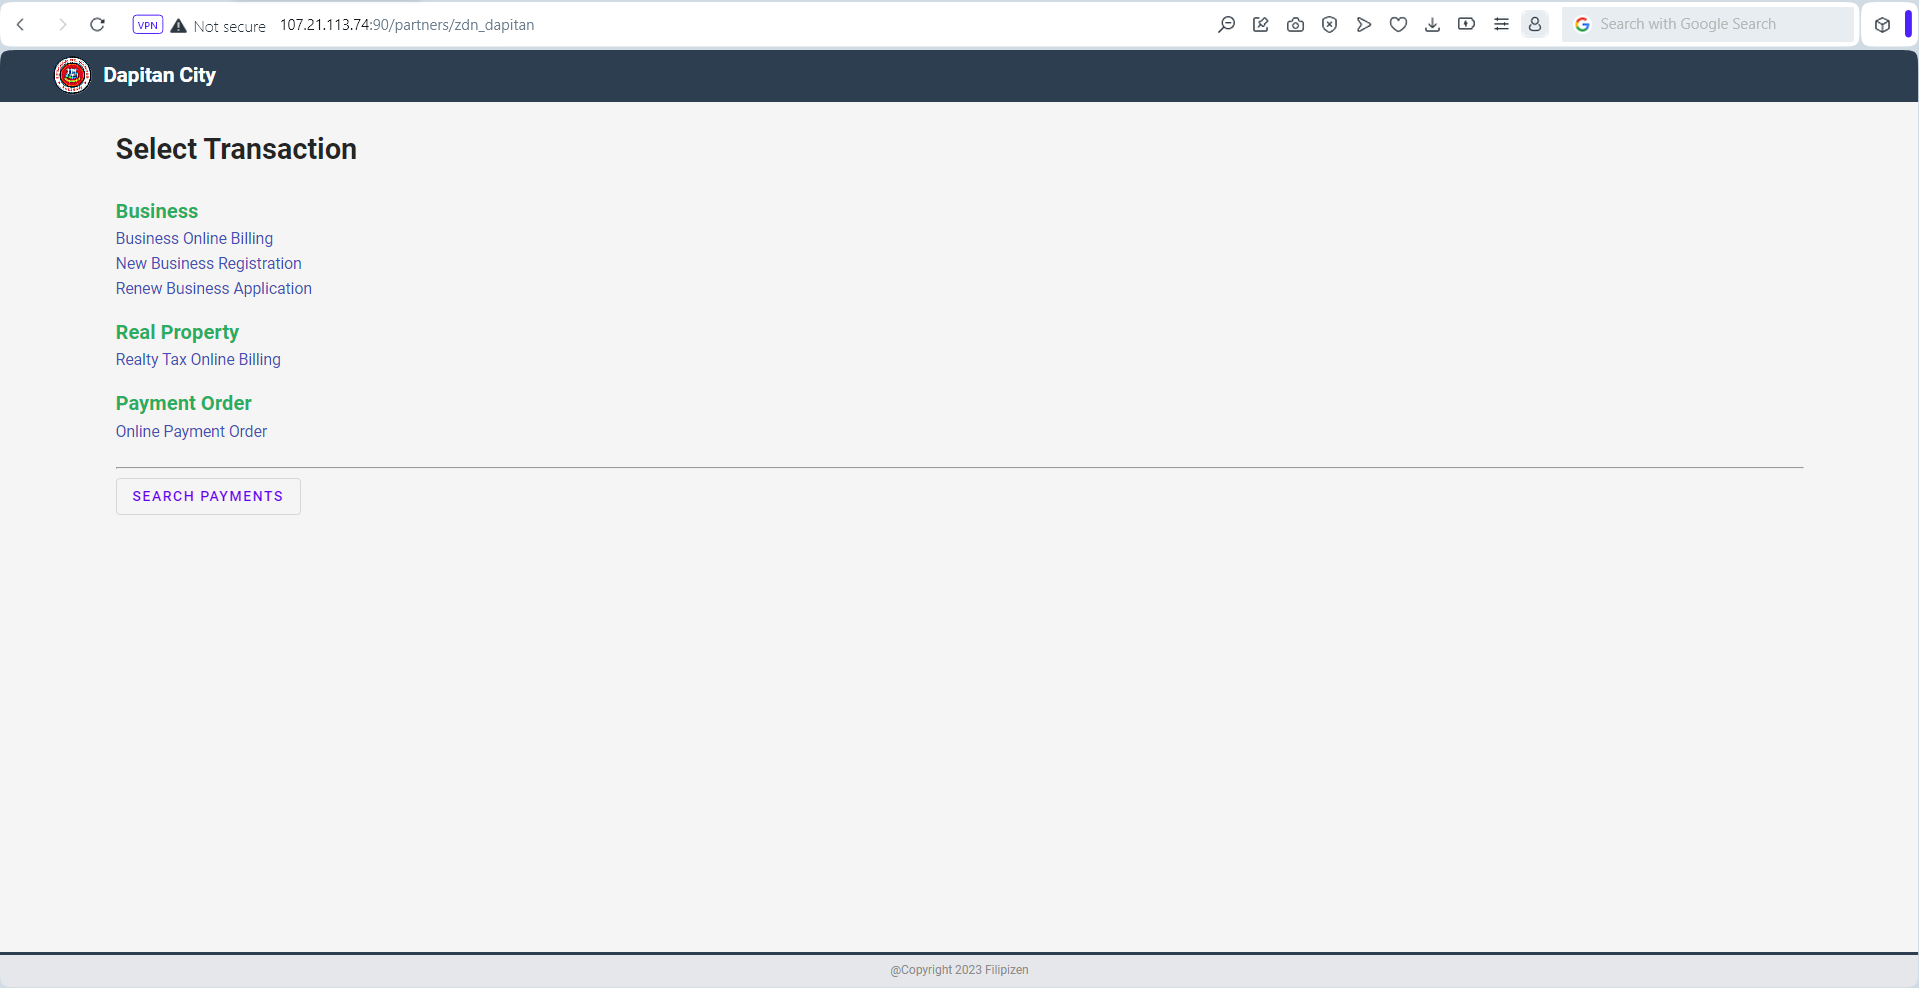 VPN Not secure 107.21.113.74:90/partners/zdn_dapitan Search with Google Search
Dapitan City
Select Transaction
Business
Business Online Billing
New Business Registration
Renew Business Application
Real Property
Realty Tax Online Billing
Payment Order
Online Payment Order
SEARCH PAYMENTS
@Copyright 2023 Filipizen